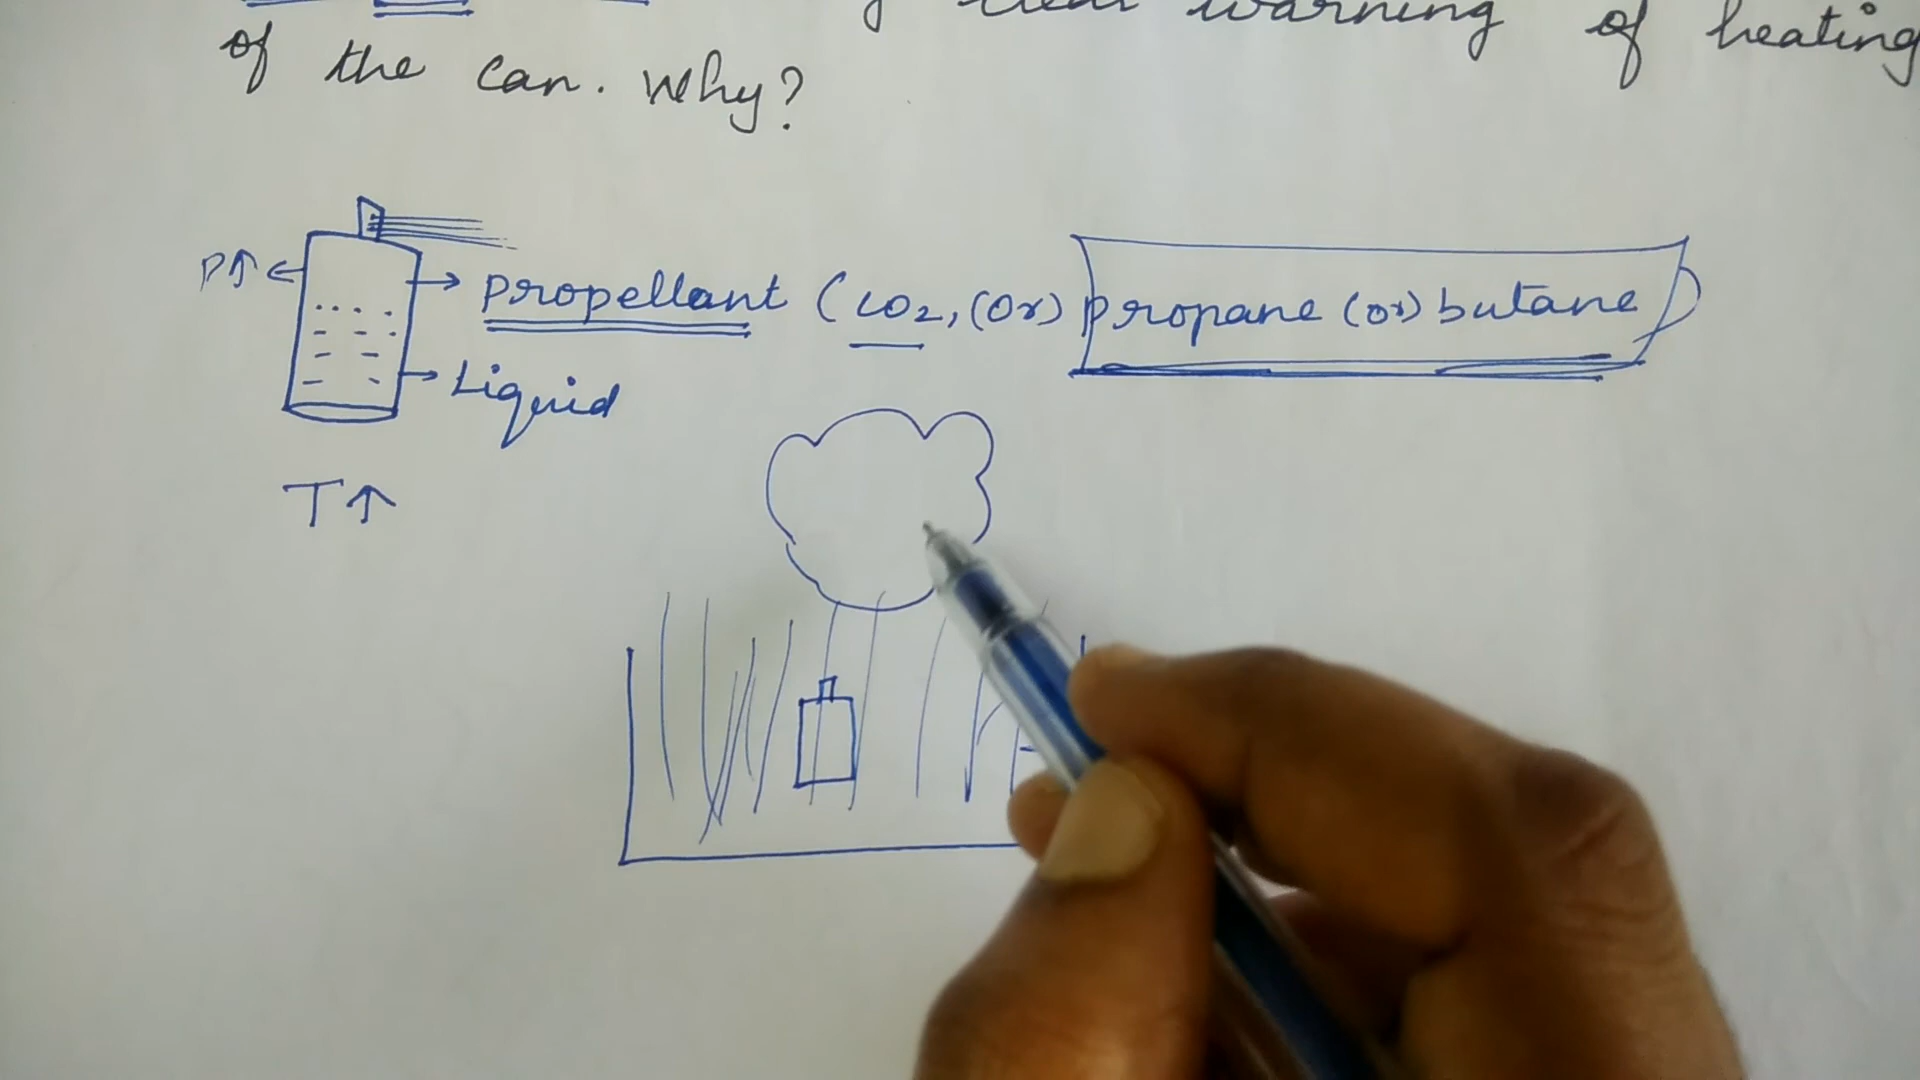 warning of heating
of the can. Why?
P↑ ← → propellant (CO2, (or) propane (or) butane)
→ Liquid
T↑